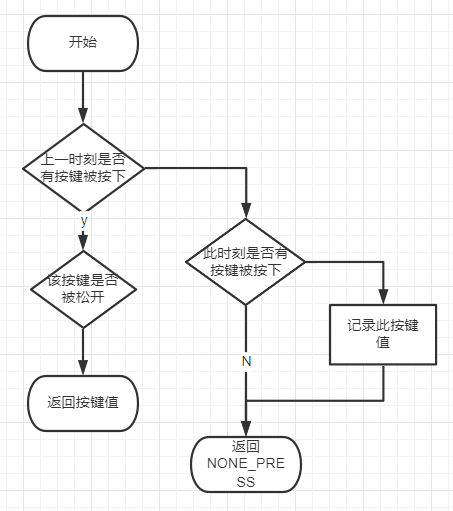 开始
上一时刻是否
有按键被按下
y
此时刻是否有
按键被按下
该按键是否
被松开
记录此按键
值
N
返回按键值
返回
NONE_PRE
SS